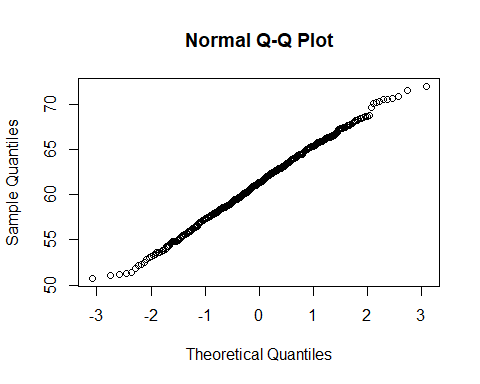 Normal Q-Q Plot
Sample Quantiles
70
65
60
55
50
-3 -2 -1 0 1 2 3
Theoretical Quantiles